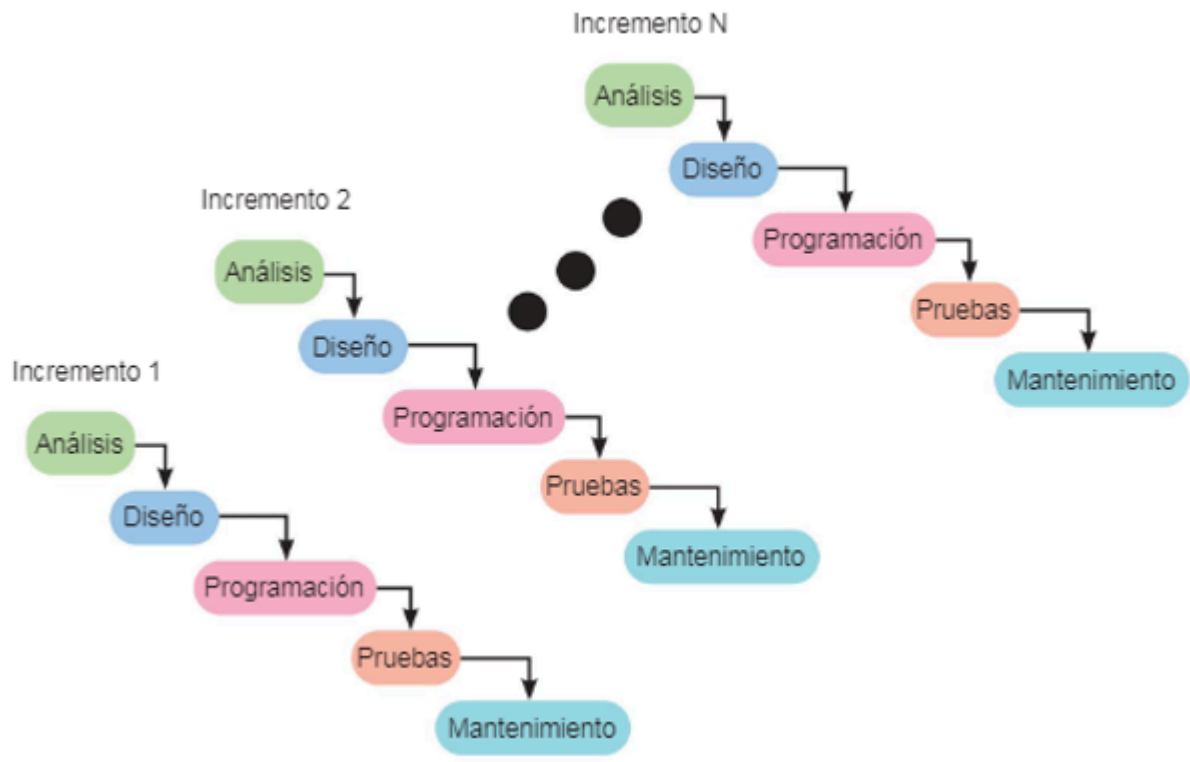 Incremento N
Análisis
Diseño
Programación
Pruebas
Mantenimiento
Incremento 2
Análisis
Diseño
Programación
Pruebas
Mantenimiento
Incremento 1
Análisis
Diseño
Programación
Pruebas
Mantenimiento